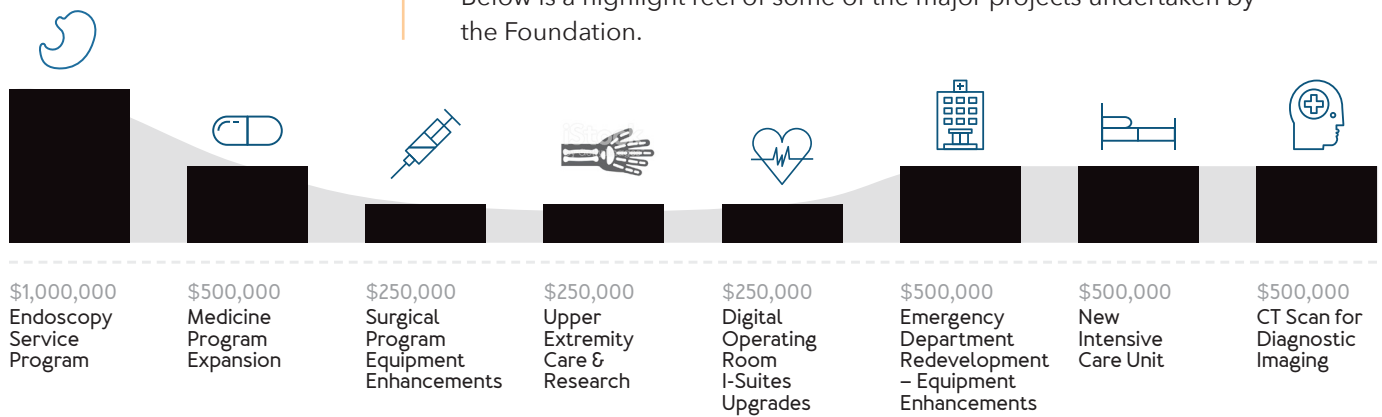 Below is a highlight reel of some of the major projects undertaken by
the Foundation.
$1,000,000
Endoscopy
Service
Program
$500,000
Medicine
Program
Expansion
$250,000
Surgical
Program
Equipment
Enhancements
$250,000
Upper
Extremity
Care &
Research
$250,000
Digital
Operating
Room
I-Suites
Upgrades
$500,000
Emergency
Department
Redevelopment
– Equipment
Enhancements
$500,000
New
Intensive
Care Unit
$500,000
CT Scan for
Diagnostic
Imaging